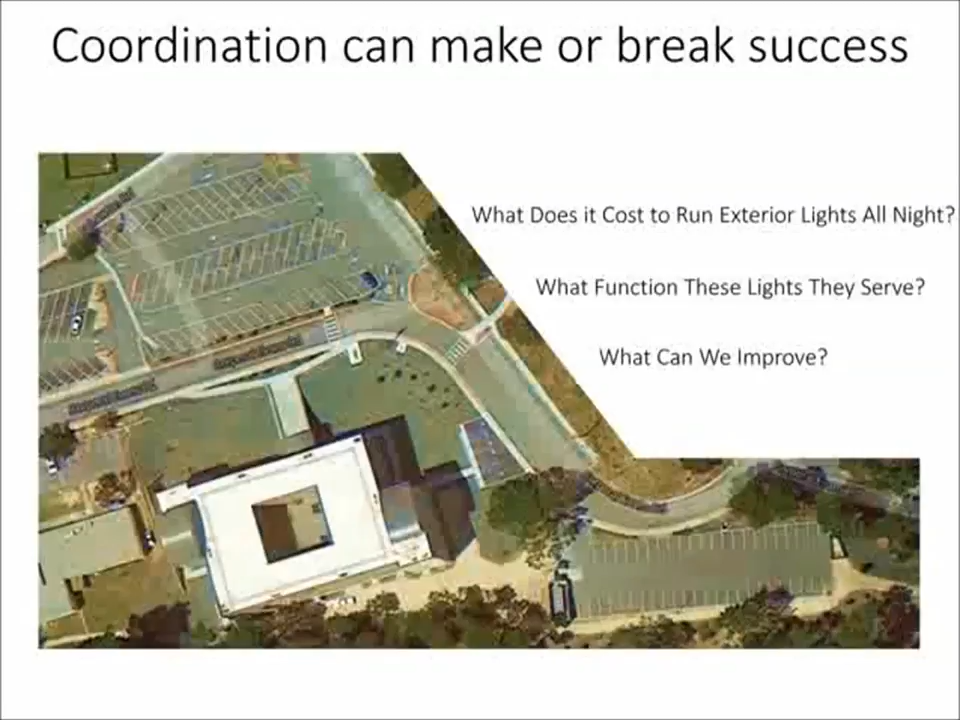 Coordination can make or break success
What Does it Cost to Run Exterior Lights All Night?
What Function These Lights They Serve?
What Can We Improve?